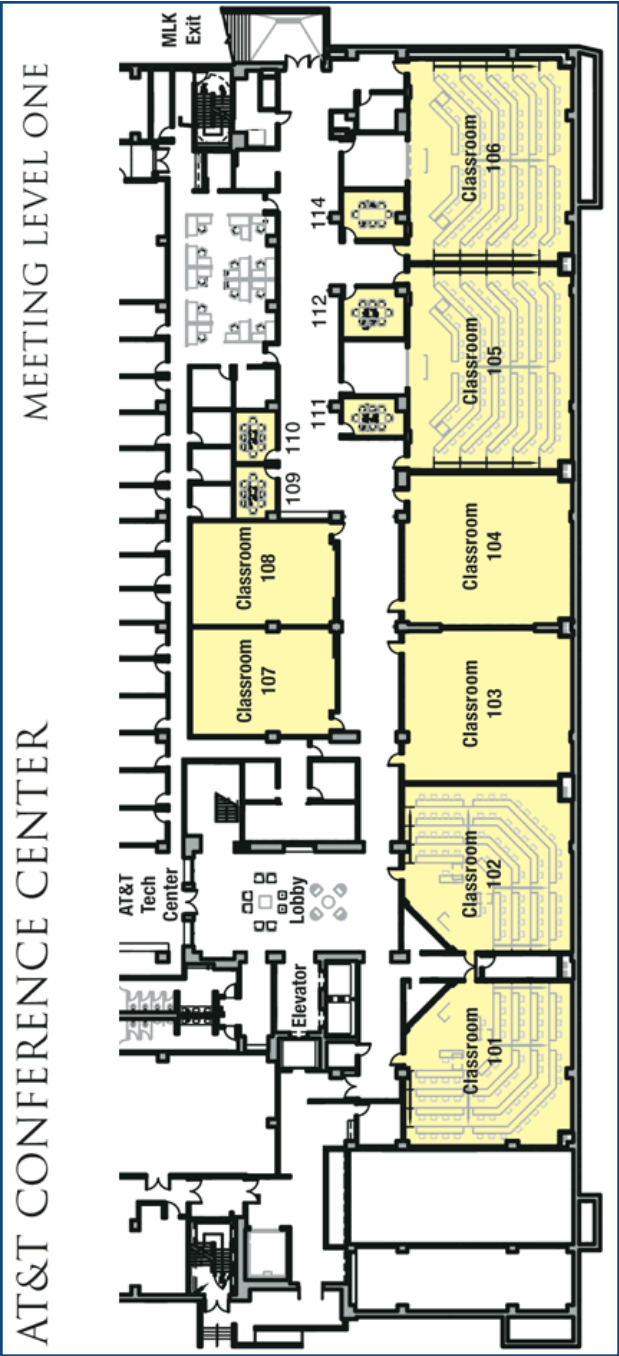 AT&T CONFERENCE CENTER
MEETING LEVEL ONE
AT&T
Tech
Center
MLK
Exit
Elevator
Lobby
Classroom
107
Classroom
108
109
110
111
112
114
Classroom
101
Classroom
102
Classroom
103
Classroom
104
Classroom
105
Classroom
106